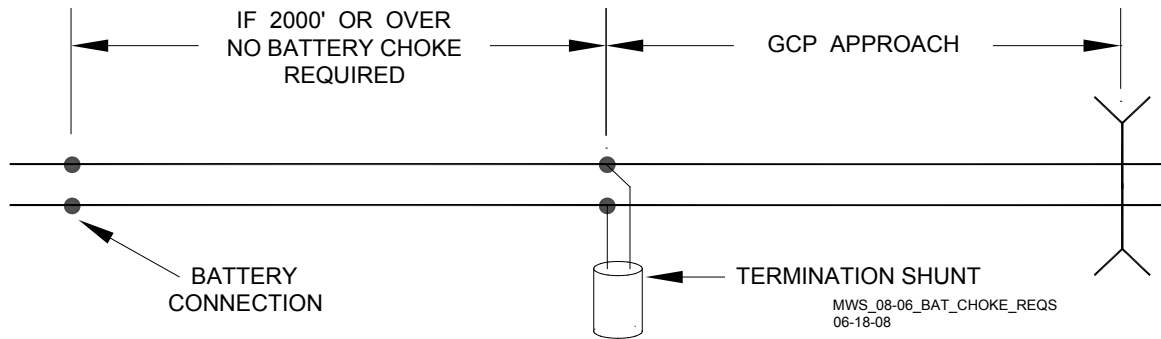 IF 2000' OR OVER
NO BATTERY CHOKE
REQUIRED
GCP APPROACH
BATTERY
CONNECTION
TERMINATION SHUNT
MWS_08-06_BAT_CHOKE_REQS
06-18-08